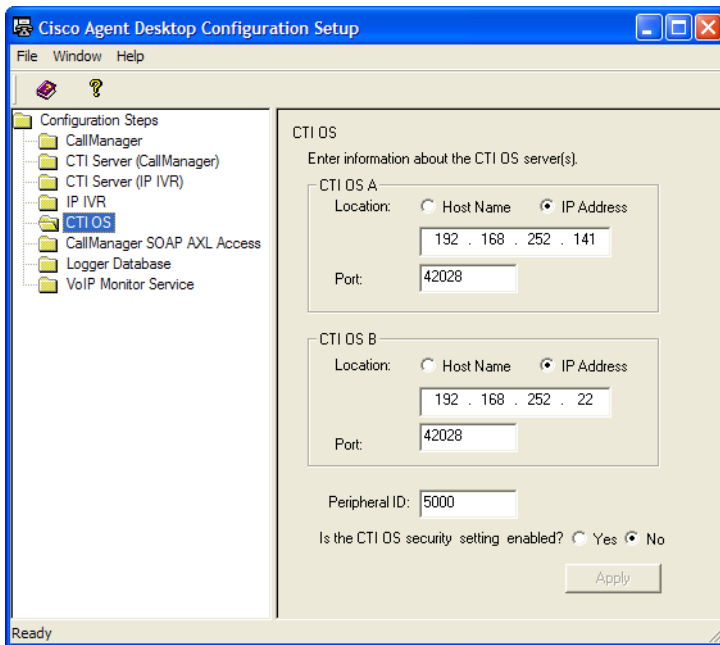 Cisco Agent Desktop Configuration Setup
File Window Help
Configuration Steps
CallManager
CTI Server (CallManager)
CTI Server (IP IVR)
IP IVR
CTI OS
CallManager SOAP AXL Access
Logger Database
VoIP Monitor Service
CTI OS
Enter information about the CTI OS server(s).
CTI OS A
Location: Host Name IP Address
192 . 168 . 252 . 141
Port: 42028
CTI OS B
Location: Host Name IP Address
192 . 168 . 252 . 22
Port: 42028
Peripheral ID: 5000
Is the CTI OS security setting enabled? Yes No
Apply
Ready